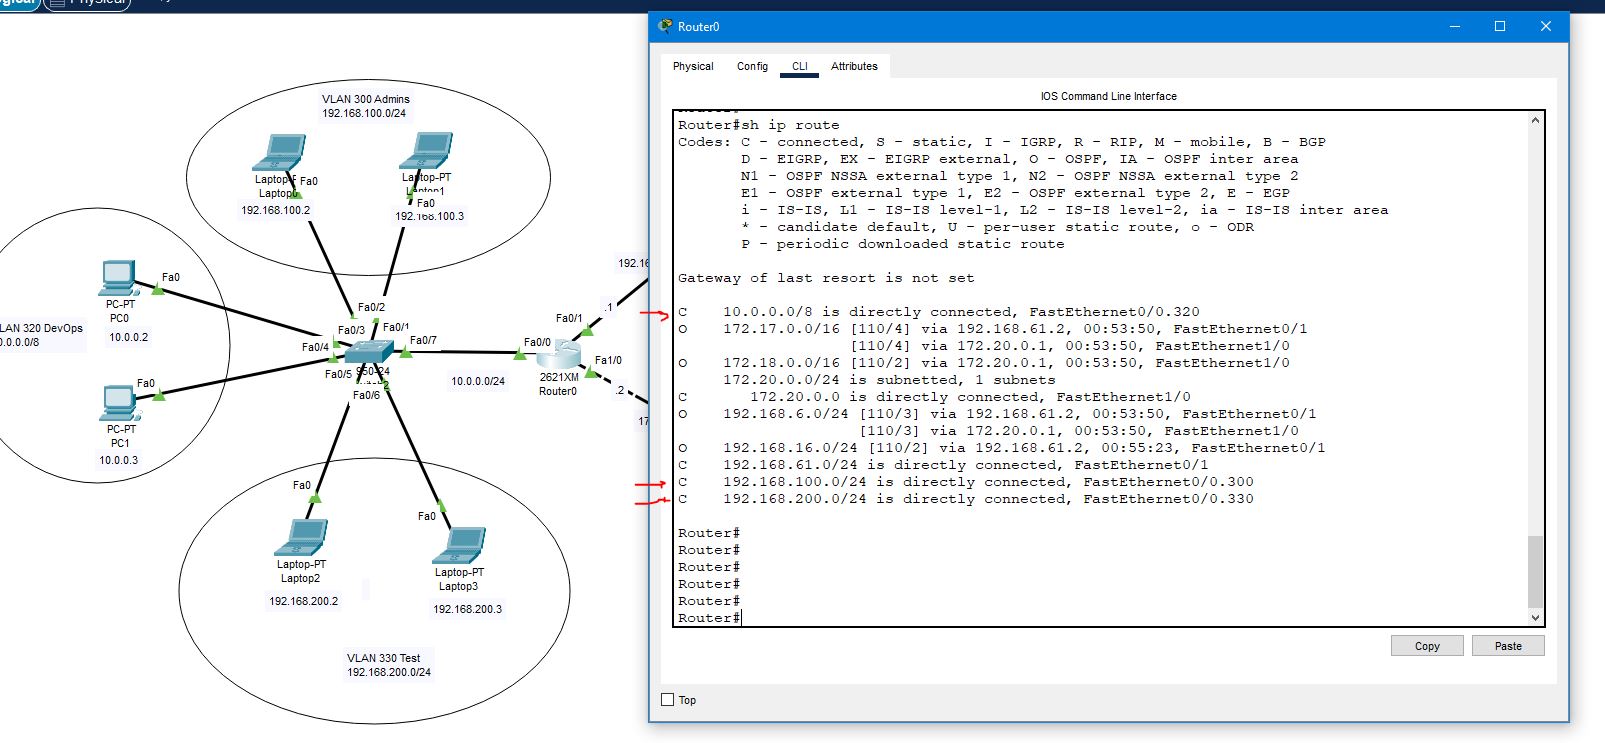 Physical
VLAN 300 Admins
192.168.100.0/24
Laptop-PT
Fa0
192.168.100.2
Laptop-PT
Laptop1
Fa0
192.168.100.3
Fa0
PC-PT
PC0
10.0.0.2
LAN 320 DevOps
0.0.0.0/8
Fa0
PC-PT
PC1
10.0.0.3
Fa0/2
Fa0/3
Fa0/1
Fa0/4
Fa0/7
Fa0/5
950-24
Fa0/6
10.0.0.0/24
Fa0/0
Fa0/1
.1
192.16
Fa1/0
.2
17
2621XM
Router0
Fa0
Laptop-PT
Laptop2
192.168.200.2
Fa0
Laptop-PT
Laptop3
192.168.200.3
VLAN 330 Test
192.168.200.0/24
Router0
Physical Config CLI Attributes
IOS Command Line Interface
Router#sh ip route
Codes: C - connected, S - static, I - IGRP, R - RIP, M - mobile, B - BGP
D - EIGRP, EX - EIGRP external, O - OSPF, IA - OSPF inter area
N1 - OSPF NSSA external type 1, N2 - OSPF NSSA external type 2
E1 - OSPF external type 1, E2 - OSPF external type 2, E - EGP
i - IS-IS, L1 - IS-IS level-1, L2 - IS-IS level-2, ia - IS-IS inter area
* - candidate default, U - per-user static route, o - ODR
P - periodic downloaded static route
Gateway of last resort is not set
C 10.0.0.0/8 is directly connected, FastEthernet0/0.320
O 172.17.0.0/16 [110/4] via 192.168.61.2, 00:53:50, FastEthernet0/1
[110/4] via 172.20.0.1, 00:53:50, FastEthernet1/0
O 172.18.0.0/16 [110/2] via 172.20.0.1, 00:53:50, FastEthernet1/0
172.20.0.0/24 is subnetted, 1 subnets
C 172.20.0.0 is directly connected, FastEthernet1/0
O 192.168.6.0/24 [110/3] via 192.168.61.2, 00:53:50, FastEthernet0/1
[110/3] via 172.20.0.1, 00:53:50, FastEthernet1/0
O 192.168.16.0/24 [110/2] via 192.168.61.2, 00:55:23, FastEthernet0/1
C 192.168.61.0/24 is directly connected, FastEthernet0/1
C 192.168.100.0/24 is directly connected, FastEthernet0/0.300
C 192.168.200.0/24 is directly connected, FastEthernet0/0.330
Router#
Router#
Router#
Router#
Router#
Router#
Copy Paste
Top